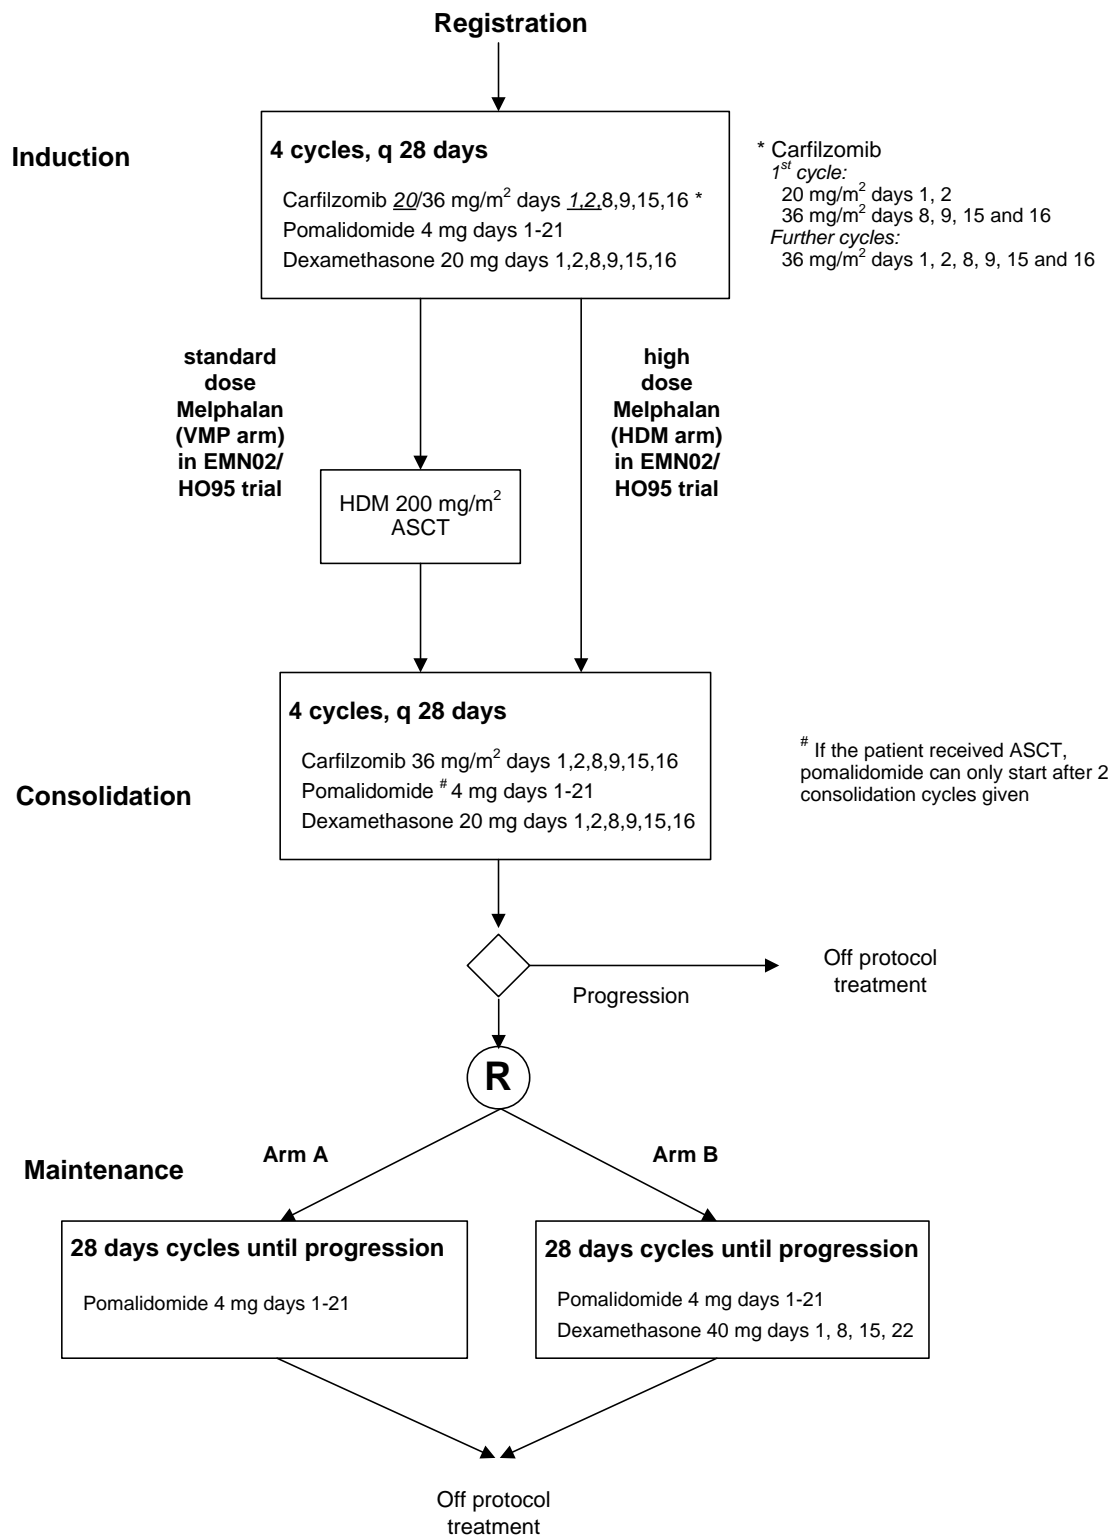 Registration
Induction
4 cycles, q 28 days
Carfilzomib 20/36 mg/m² days 1,2,8,9,15,16 *
Pomalidomide 4 mg days 1-21
Dexamethasone 20 mg days 1,2,8,9,15,16
* Carfilzomib
1st cycle:
20 mg/m² days 1, 2
36 mg/m² days 8, 9, 15 and 16
Further cycles:
36 mg/m² days 1, 2, 8, 9, 15 and 16
standard
dose
Melphalan
(VMP arm)
in EMN02/
HO95 trial
high
dose
Melphalan
(HDM arm)
in EMN02/
HO95 trial
HDM 200 mg/m²
ASCT
Consolidation
4 cycles, q 28 days
Carfilzomib 36 mg/m² days 1,2,8,9,15,16
Pomalidomide # 4 mg days 1-21
Dexamethasone 20 mg days 1,2,8,9,15,16
# If the patient received ASCT,
pomalidomide can only start after 2
consolidation cycles given
Progression
Off protocol
treatment
R
Maintenance
Arm A
Arm B
28 days cycles until progression
Pomalidomide 4 mg days 1-21
28 days cycles until progression
Pomalidomide 4 mg days 1-21
Dexamethasone 40 mg days 1, 8, 15, 22
Off protocol
treatment